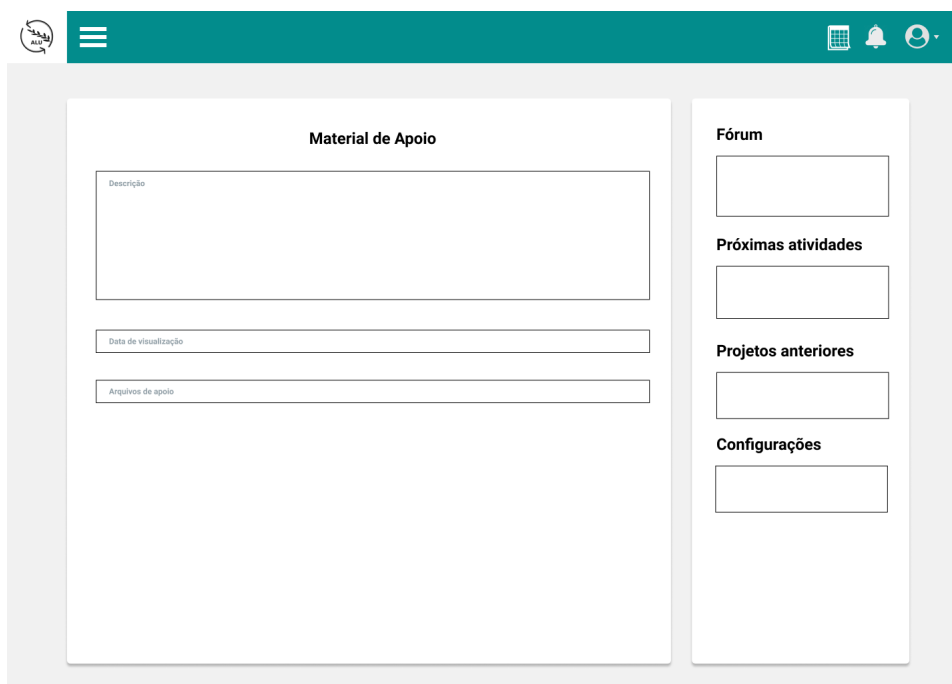 ALU
Material de Apoio
Descrição
Data de visualização
Arquivos de apoio
Fórum
Próximas atividades
Projetos anteriores
Configurações